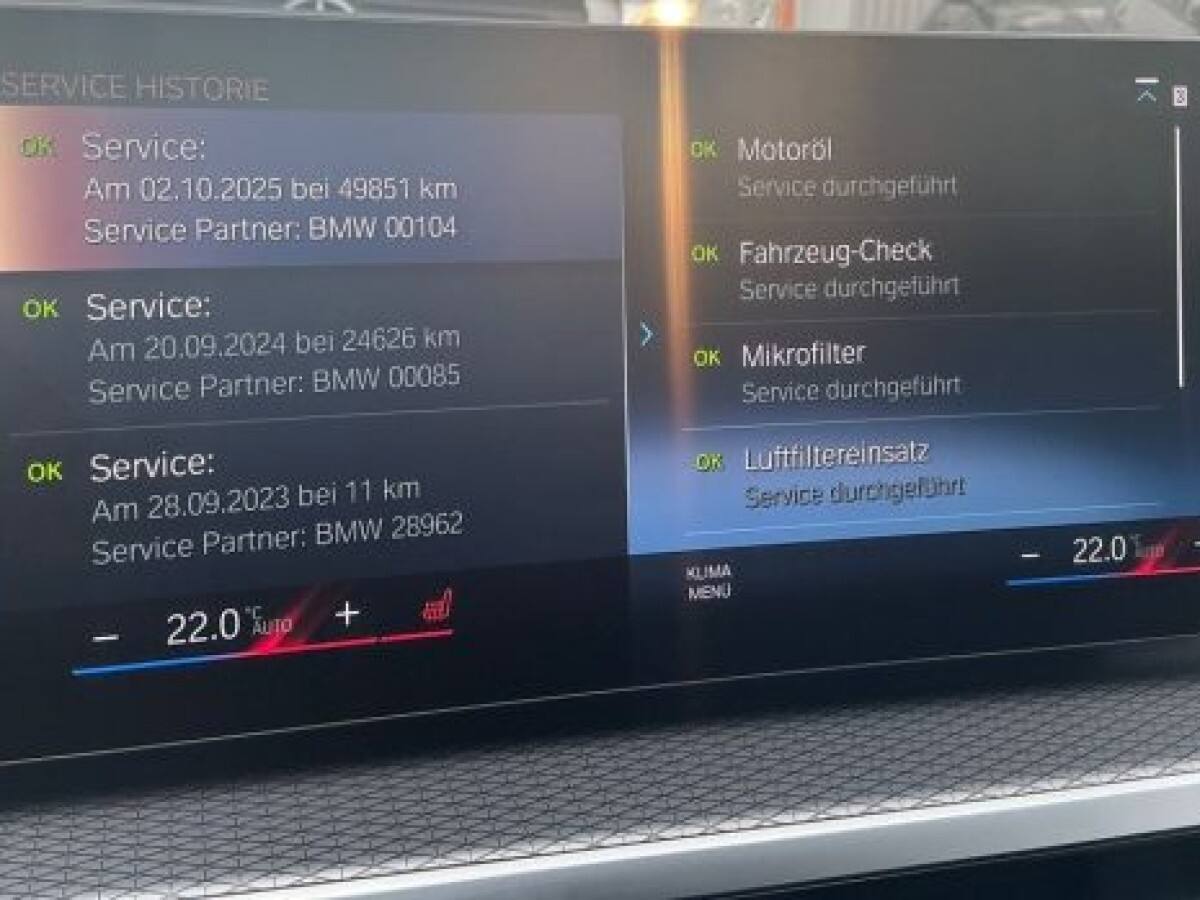 SERVICE HISTORIE
OK Service:
Am 02.10.2025 bei 49851 km
Service Partner: BMW 00104
OK Service:
Am 20.09.2024 bei 24626 km
Service Partner: BMW 00085
OK Service:
Am 28.09.2023 bei 11 km
Service Partner: BMW 28962
OK Motoröl
Service durchgeführt
OK Fahrzeug-Check
Service durchgeführt
OK Mikrofilter
Service durchgeführt
OK Luftfiltereinsatz
Service durchgeführt
− 22.0 °C AUTO +
KLIMA
MENÜ
− 22.0 °C AUTO